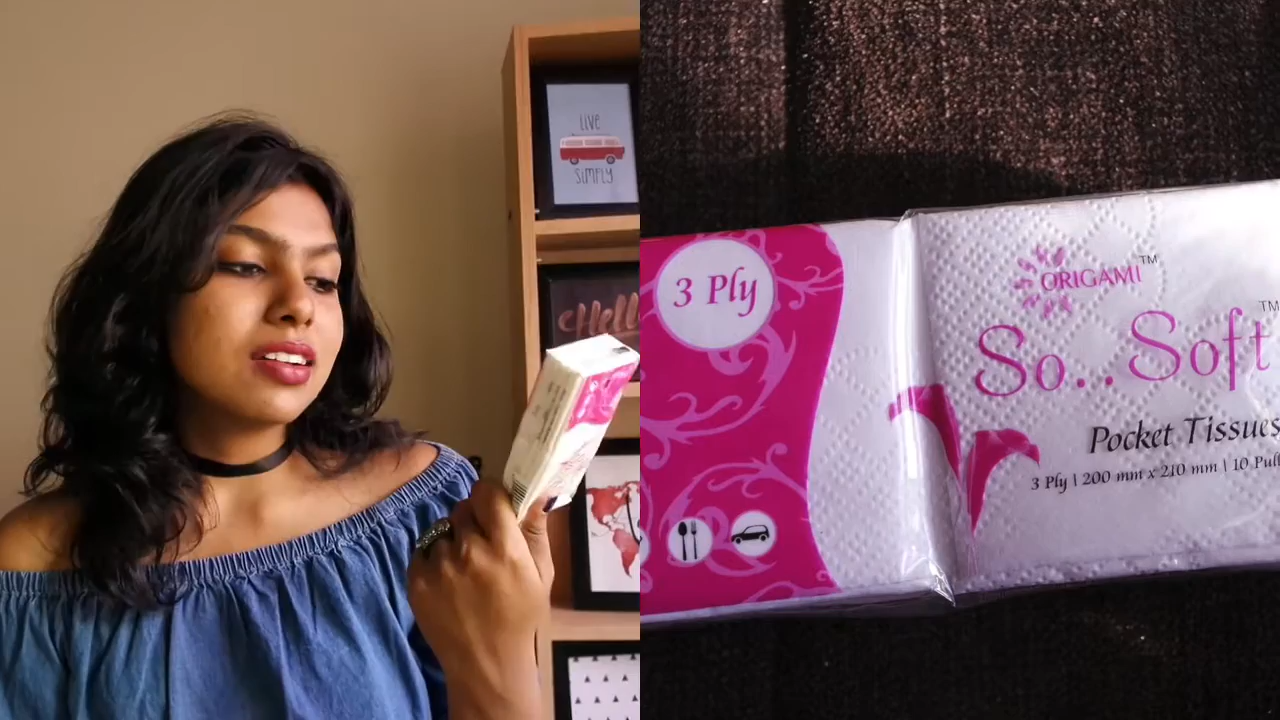 LIVE
SIMPLY
Hell
3 Ply
ORIGAMI™
So..Soft™
Pocket Tissues
3 Ply | 200 mm x 210 mm | 10 Pull